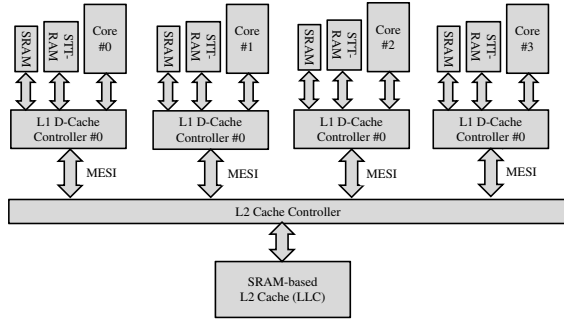 SRAM
STT-
RAM
Core
#0
SRAM
STT-
RAM
Core
#1
SRAM
STT-
RAM
Core
#2
SRAM
STT-
RAM
Core
#3
L1 D-Cache
Controller #0
L1 D-Cache
Controller #0
L1 D-Cache
Controller #0
L1 D-Cache
Controller #0
MESI
MESI
MESI
MESI
L2 Cache Controller
SRAM-based
L2 Cache (LLC)